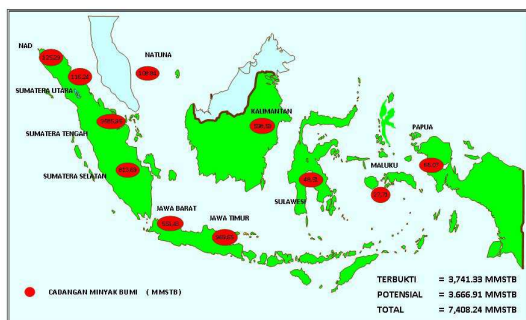 NAD
NATUNA
SUMATERA UTARA
KALIMANTAN
SUMATERA TENGAH
PAPUA
MALUKU
SUMATERA SELATAN
SULAWESI
JAWA BARAT
JAWA TIMUR
CADANGAN MINYAK BUMI ( MMSTB )
TERBUKTI = 3,741.33 MMSTB
POTENSIAL = 3.666.91 MMSTB
TOTAL = 7,408.24 MMSTB